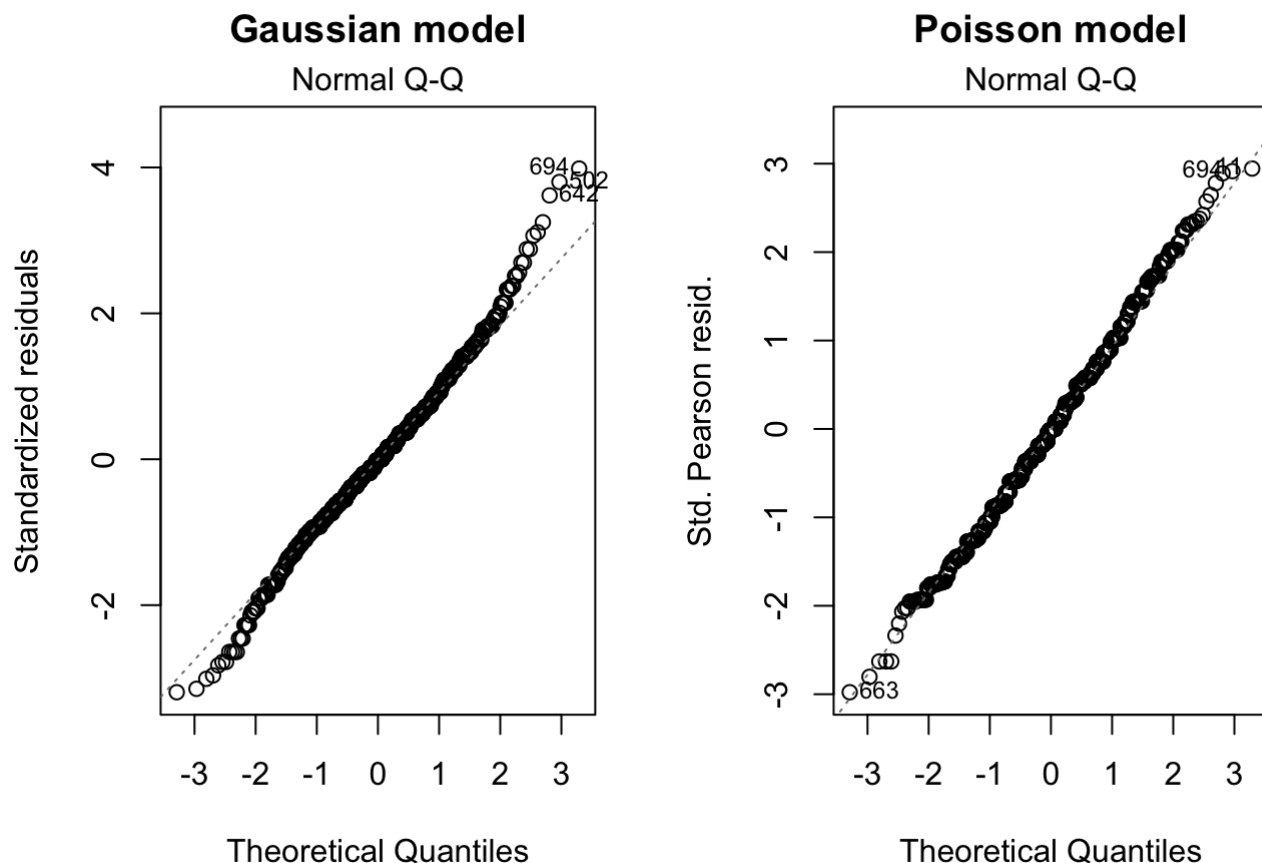 Gaussian model
Normal Q-Q
Standardized residuals
4
2
0
-2
694
502
642
-3 -2 -1 0 1 2 3
Theoretical Quantiles
Poisson model
Normal Q-Q
Std. Pearson resid.
3
2
1
0
-1
-2
-3
694
663
-3 -2 -1 0 1 2 3
Theoretical Quantiles